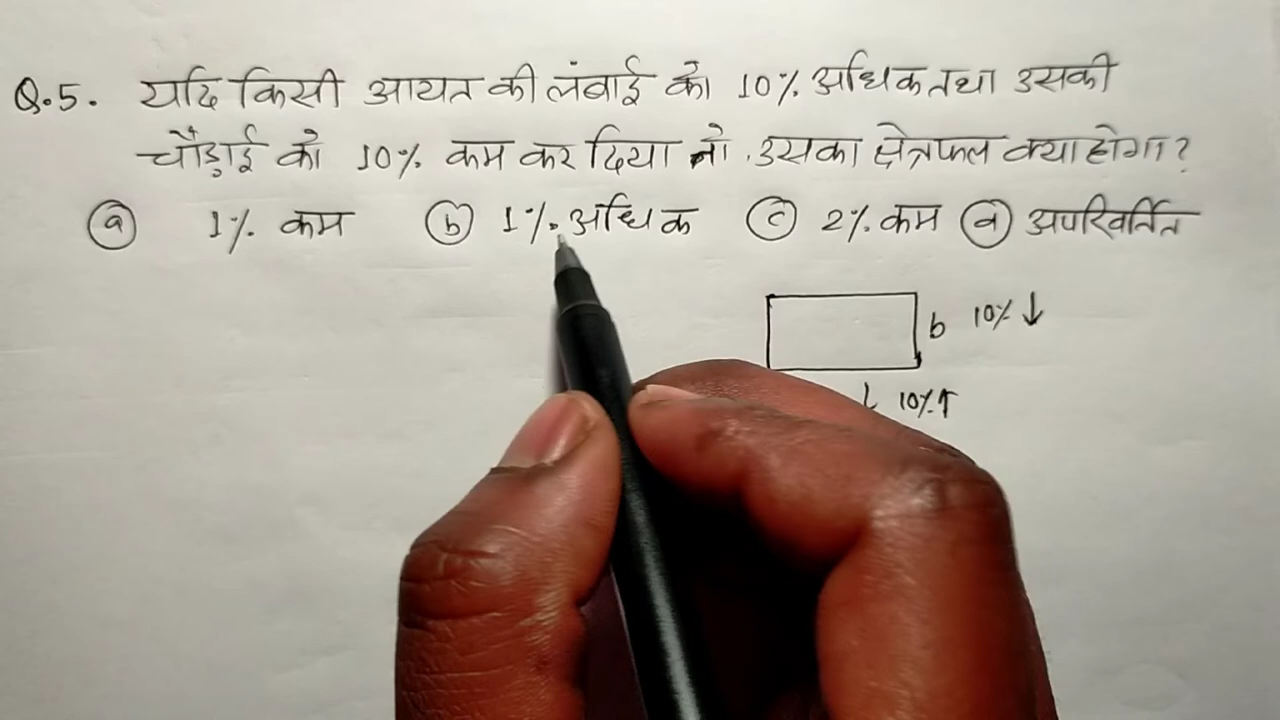 Q.5. यदि किसी आयत की लंबाई को 10% अधिक तथा उसकी
चौड़ाई को 10% कम कर दिया तो उसका क्षेत्रफल क्या होगा?
(a) 1% कम (b) 1% अधिक (c) 2% कम (d) अपरिवर्तित
b 10% ↓
l 10% ↑